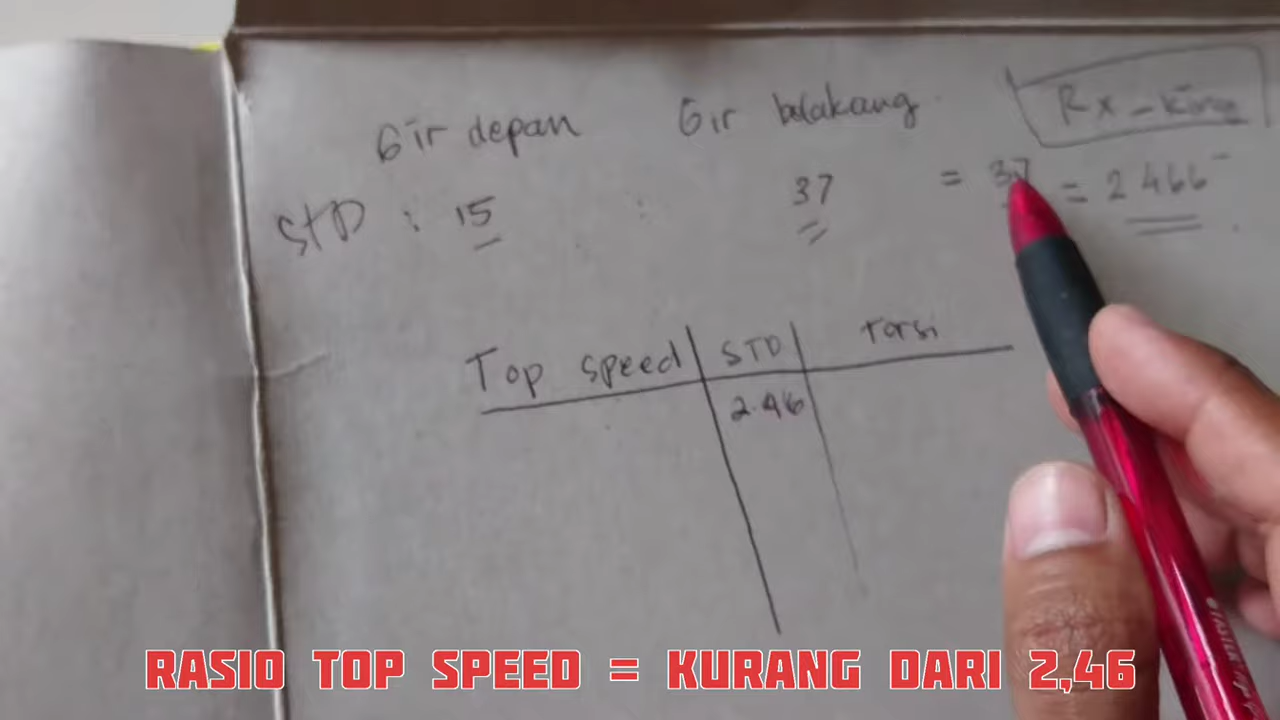 Rx-King
Gir depan Gir belakang
STD : 15 : 37 = 37 = 2 466
Top speed STD Torsi
2.46
RASIO TOP SPEED = KURANG DARI 2,46